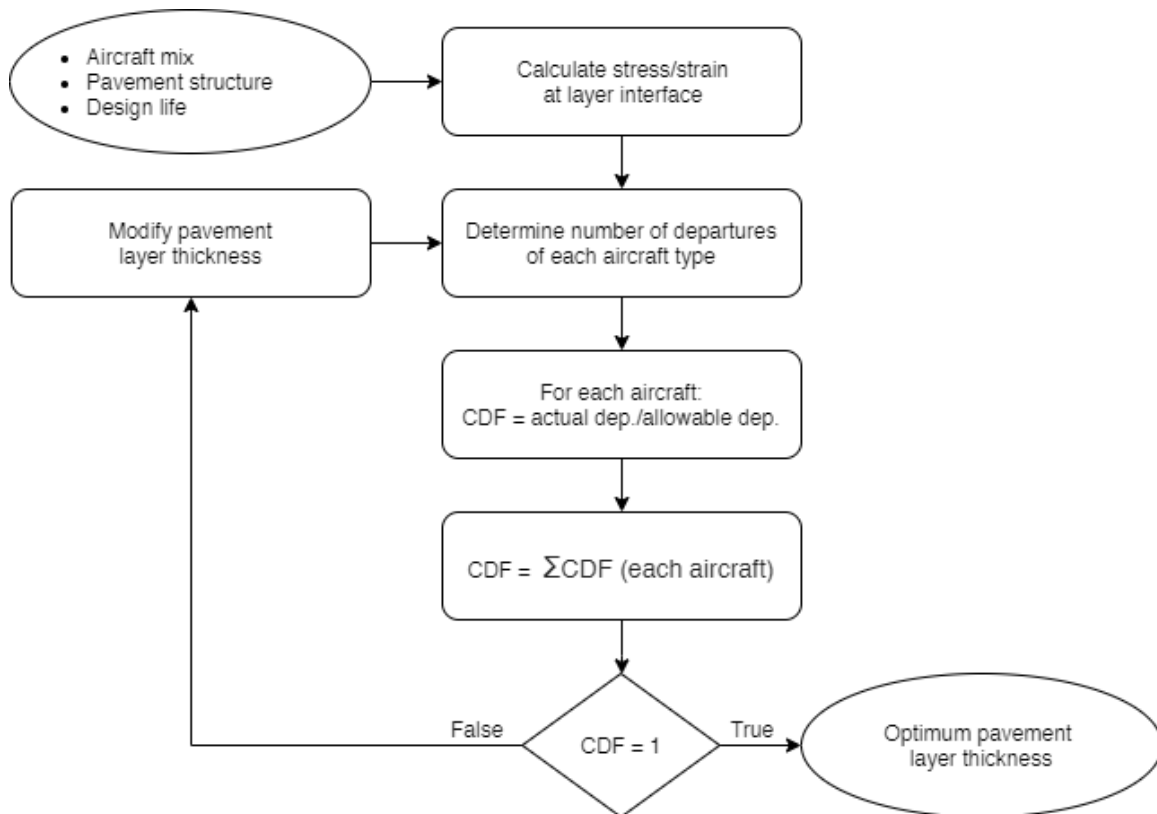 • Aircraft mix
• Pavement structure
• Design life
Calculate stress/strain
at layer interface
Modify pavement
layer thickness
Determine number of departures
of each aircraft type
For each aircraft:
CDF = actual dep./allowable dep.
CDF = ΣCDF (each aircraft)
False
CDF = 1
True
Optimum pavement
layer thickness